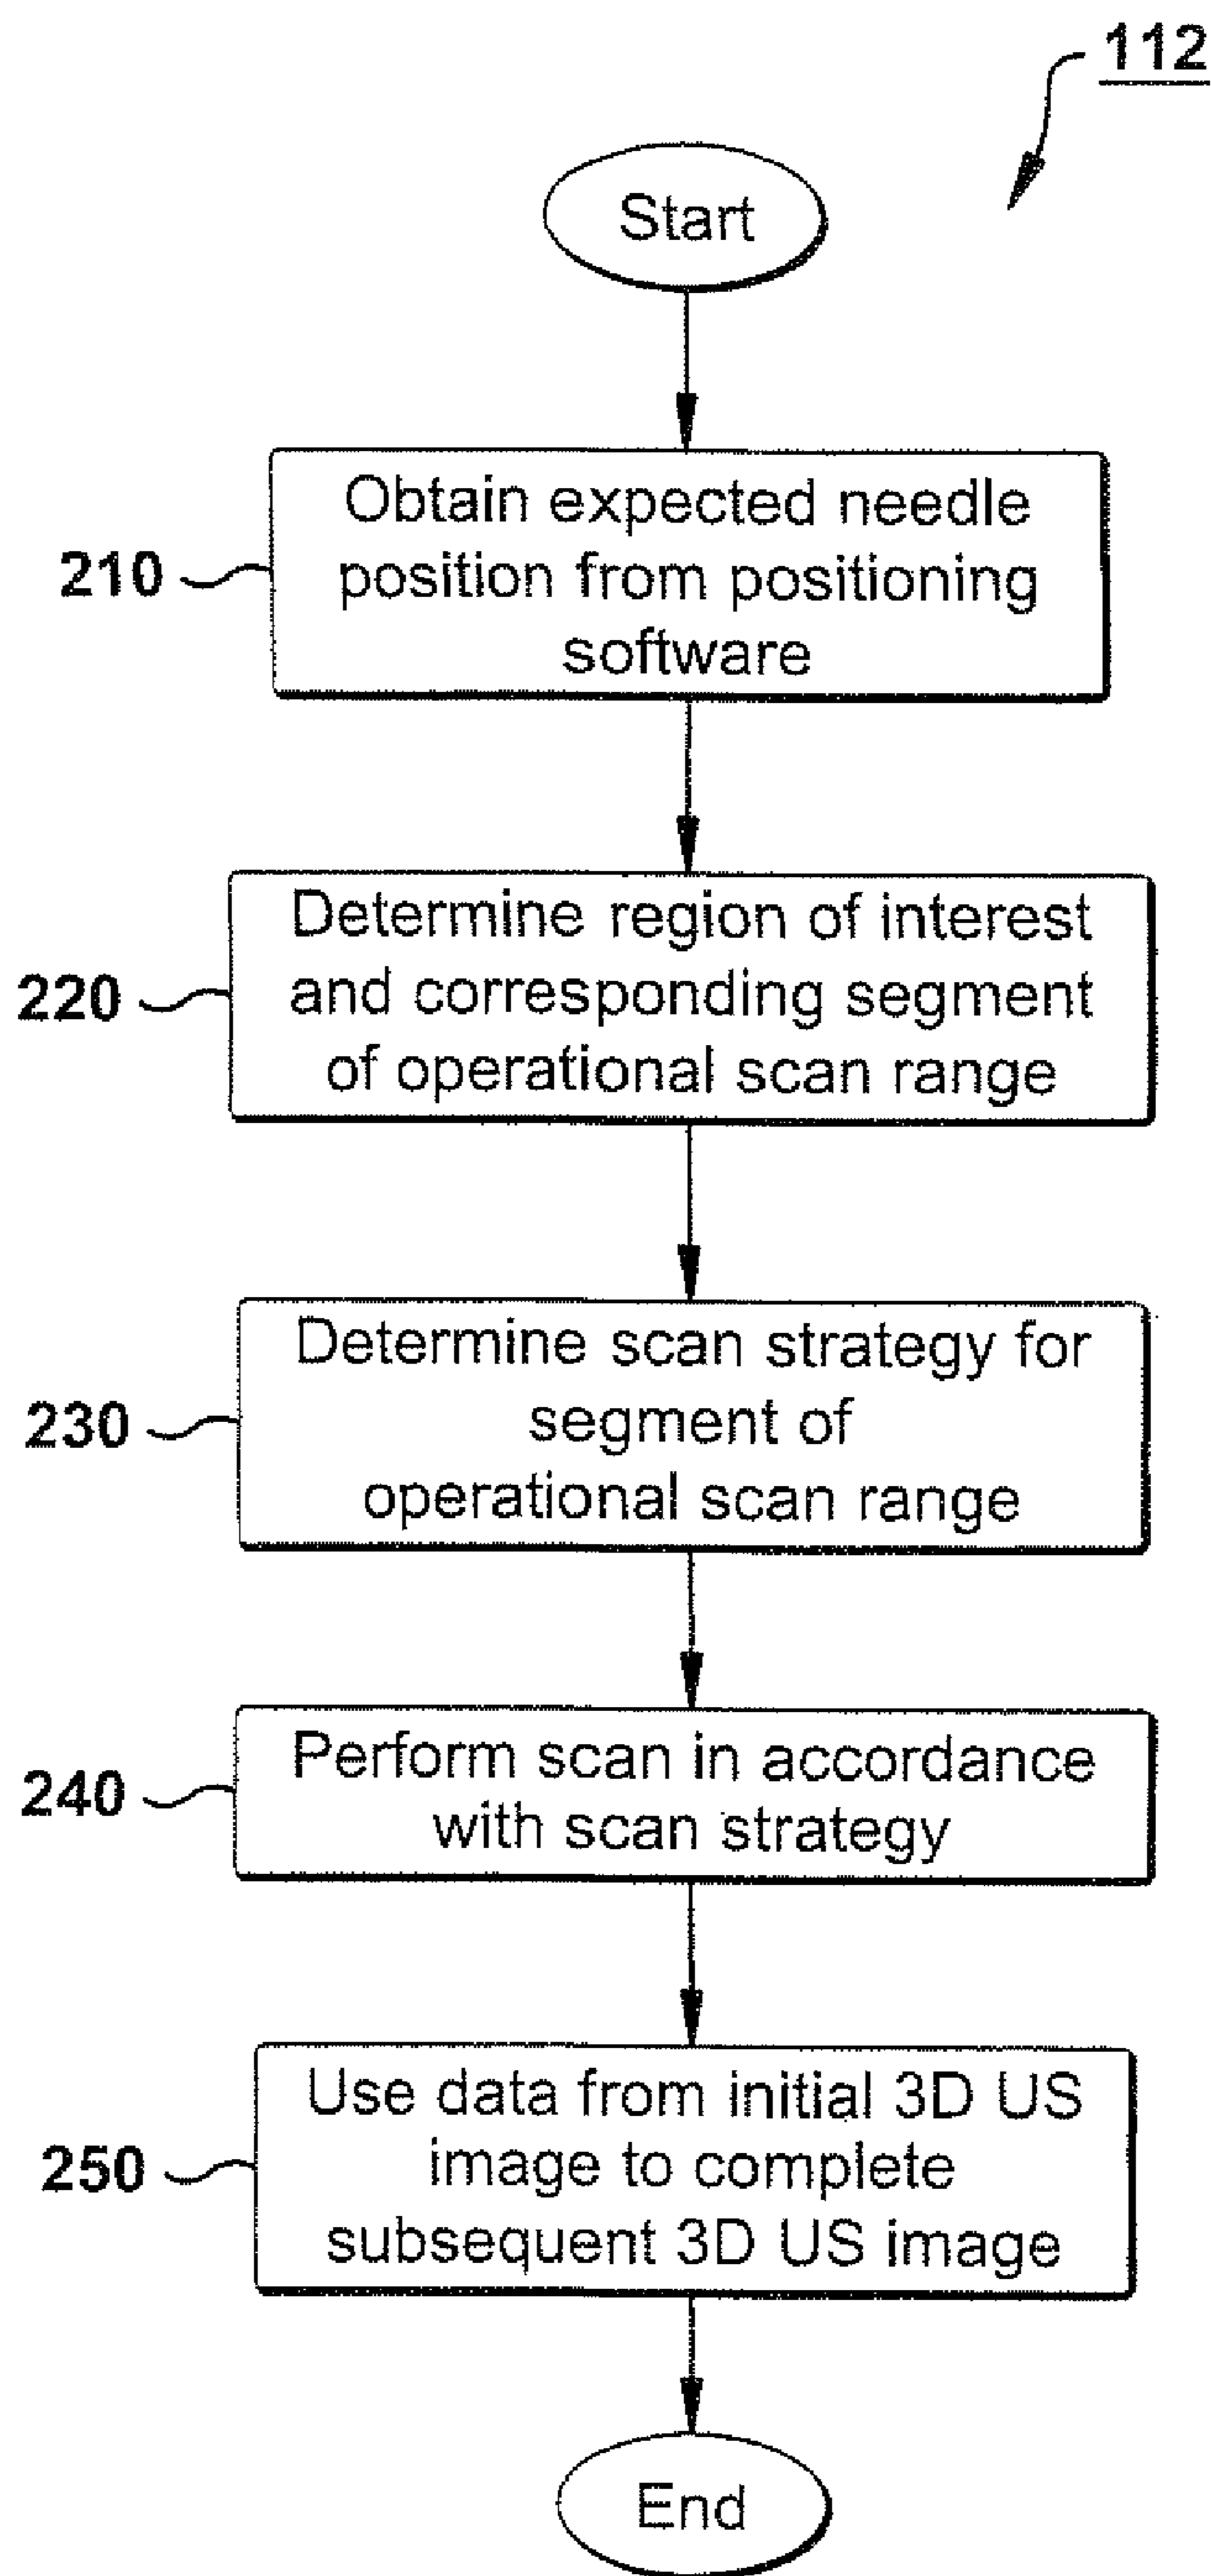 112
Start
210
Obtain expected needle
position from positioning
software
220
Determine region of interest
and corresponding segment
of operational scan range
230
Determine scan strategy for
segment of
operational scan range
240
Perform scan in accordance
with scan strategy
250
Use data from initial 3D US
image to complete
subsequent 3D US image
End